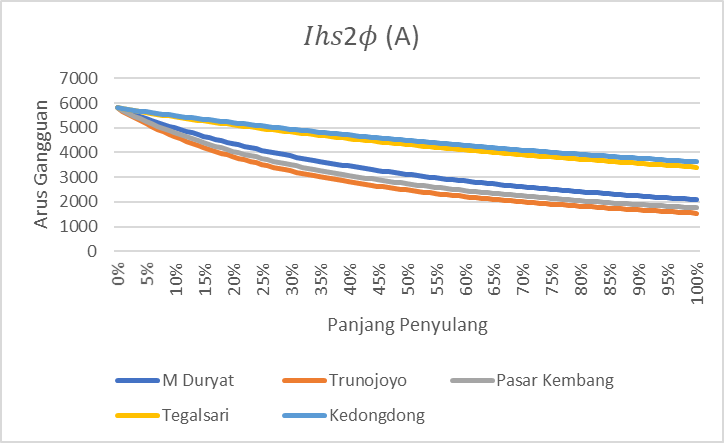 Ihs2ϕ (A)
7000
6000
5000
4000
3000
2000
1000
0
Arus Gangguan
0% 5% 10% 15% 20% 25% 30% 35% 40% 45% 50% 55% 60% 65% 70% 75% 80% 85% 90% 95% 100%
Panjang Penyulang
M Duryat Trunojoyo Pasar Kembang
Tegalsari Kedongdong